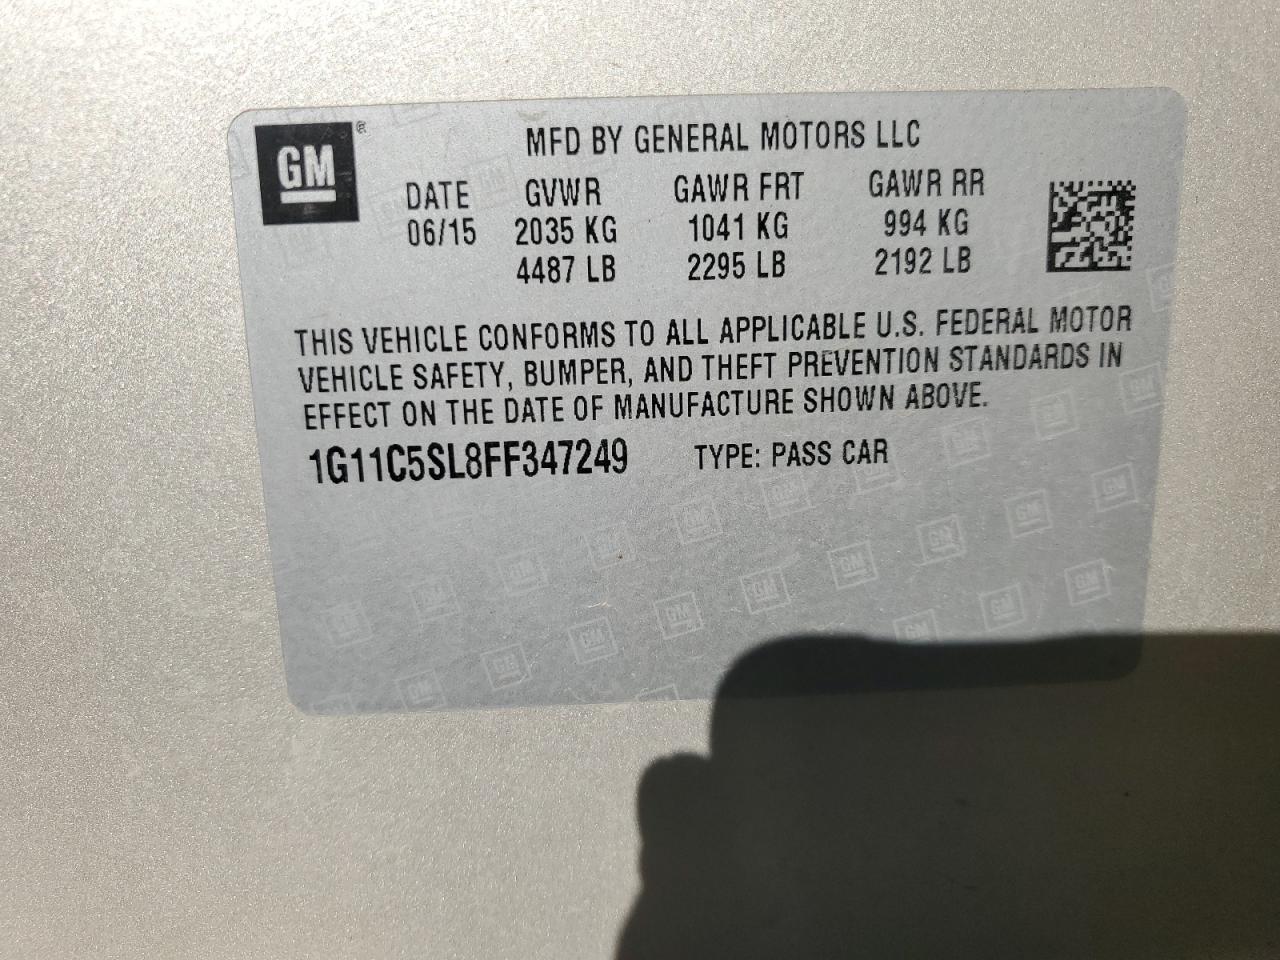 GM ®
MFD BY GENERAL MOTORS LLC
DATE GVWR GAWR FRT GAWR RR
06/15 2035 KG 1041 KG 994 KG
4487 LB 2295 LB 2192 LB
THIS VEHICLE CONFORMS TO ALL APPLICABLE U.S. FEDERAL MOTOR
VEHICLE SAFETY, BUMPER, AND THEFT PREVENTION STANDARDS IN
EFFECT ON THE DATE OF MANUFACTURE SHOWN ABOVE.
1G11C5SL8FF347249 TYPE: PASS CAR